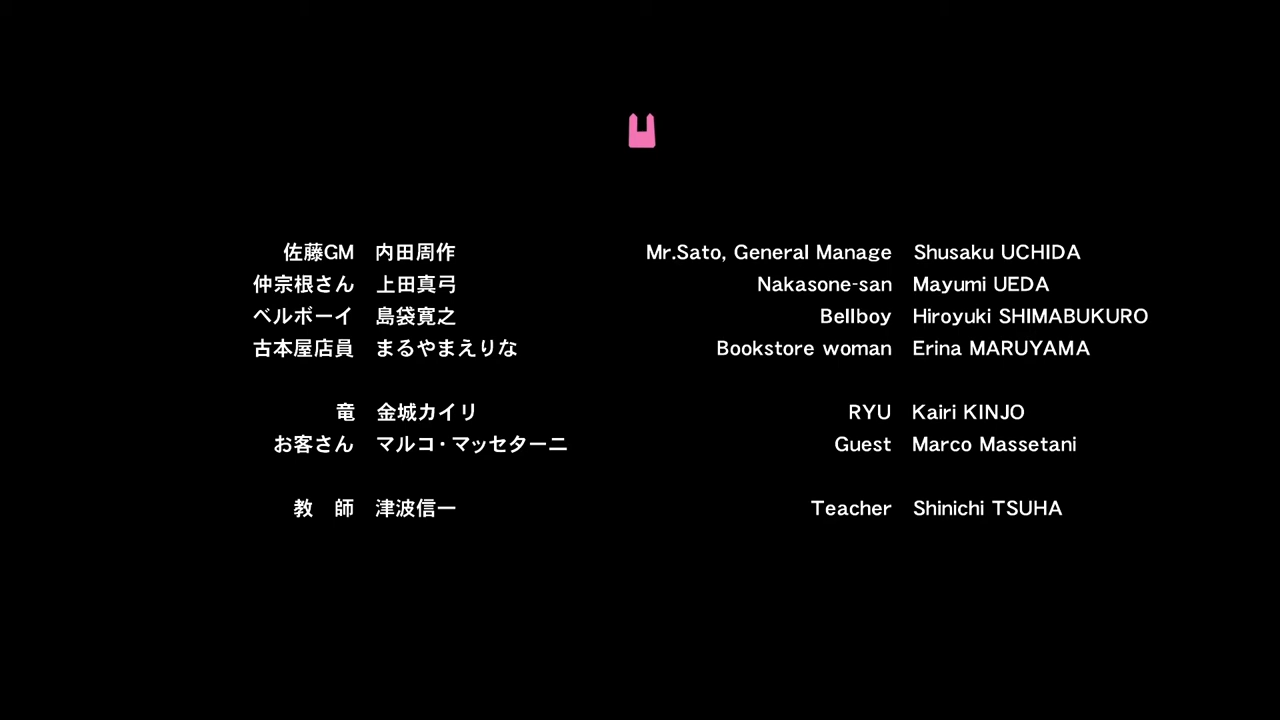 佐藤GM 内田周作 Mr.Sato, General Manage Shusaku UCHIDA
仲宗根さん 上田真弓 Nakasone-san Mayumi UEDA
ベルボーイ 島袋寛之 Bellboy Hiroyuki SHIMABUKURO
古本屋店員 まるやまえりな Bookstore woman Erina MARUYAMA
竜 金城カイリ RYU Kairi KINJO
お客さん マルコ・マッセターニ Guest Marco Massetani
教　師 津波信一 Teacher Shinichi TSUHA